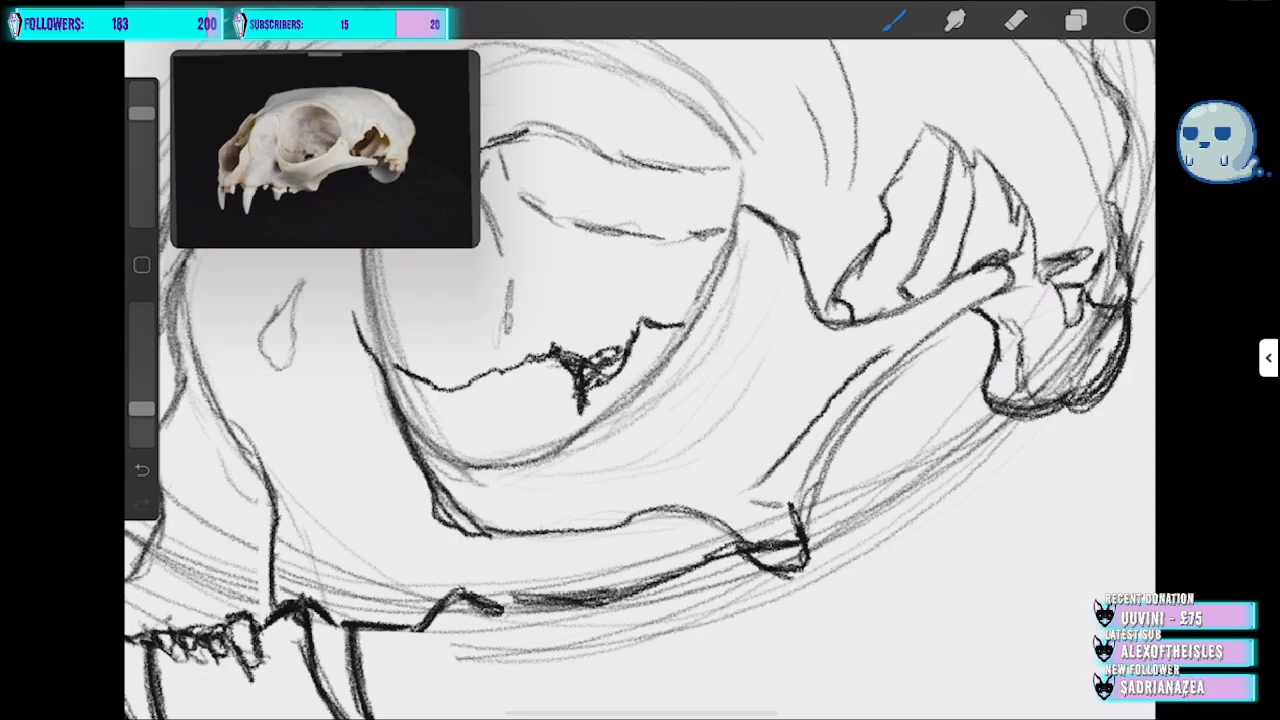 FOLLOWERS: 183 200
SUBSCRIBERS: 15 20
RECENT DONATION
UUVINI - £75
LATEST SUB
ALEXOFTHEISLES
NEW FOLLOWER
SADRIANAZEA